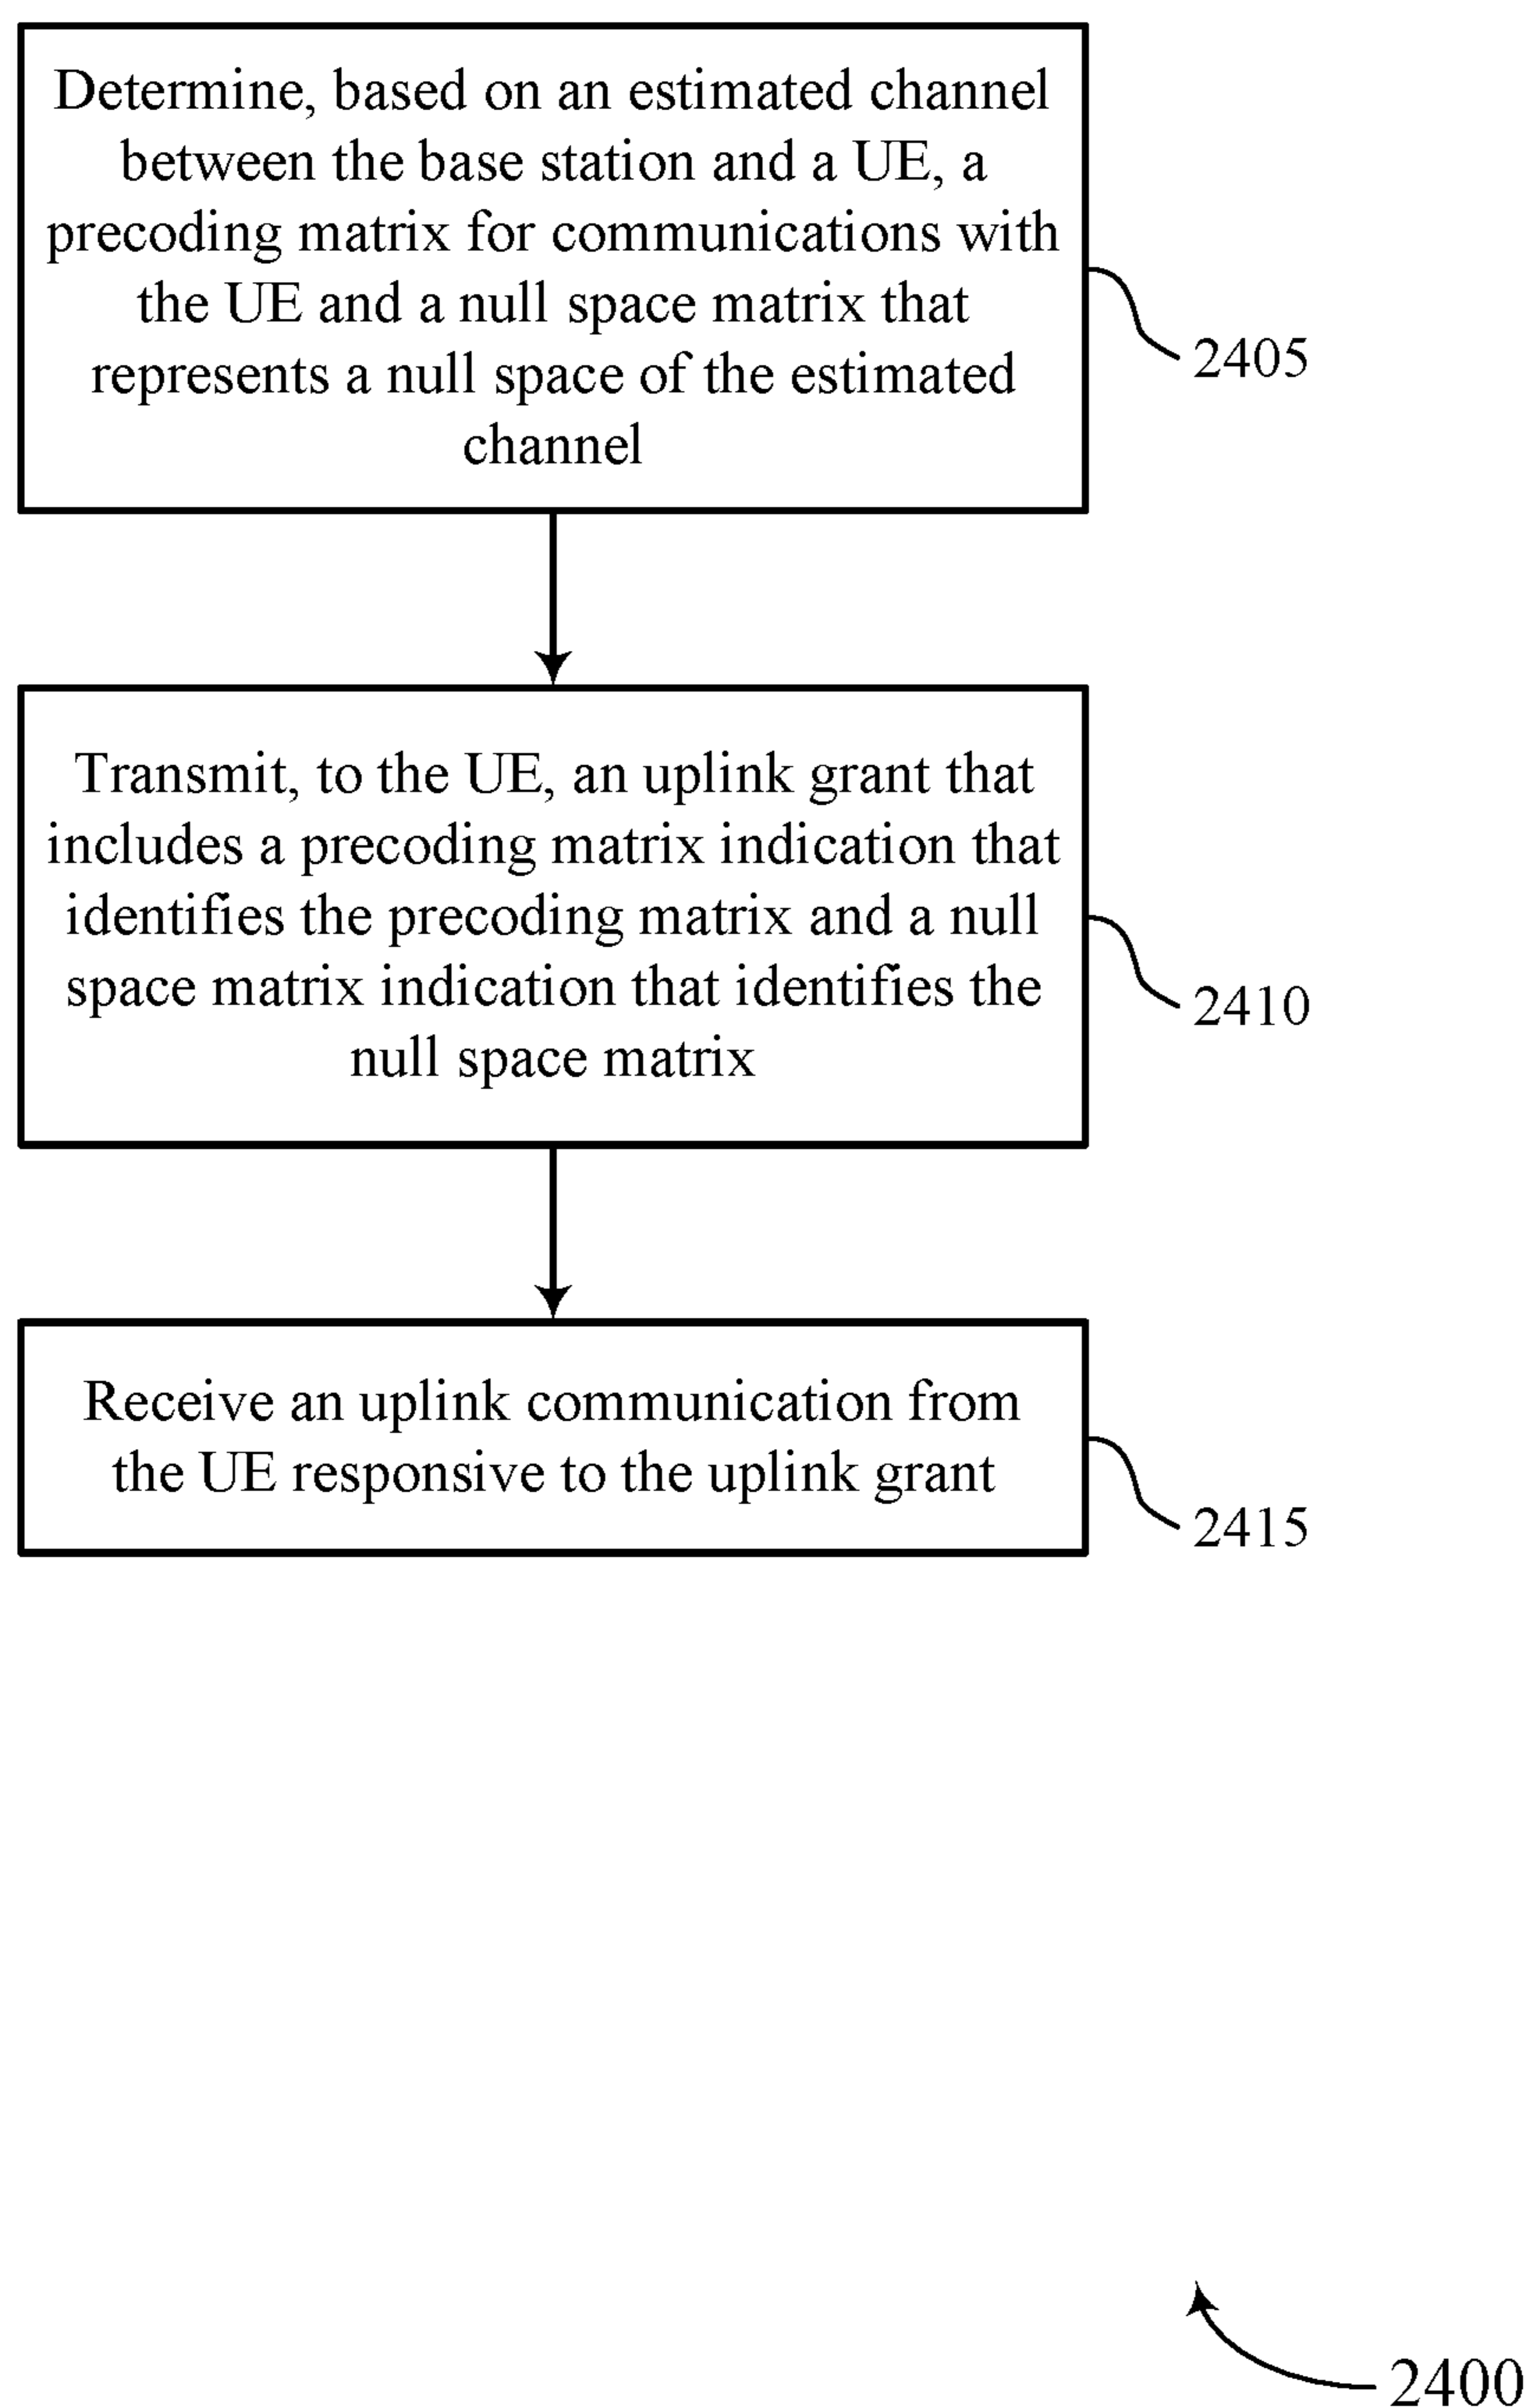 Determine, based on an estimated channel
between the base station and a UE, a
precoding matrix for communications with
the UE and a null space matrix that
represents a null space of the estimated
channel
2405
Transmit, to the UE, an uplink grant that
includes a precoding matrix indication that
identifies the precoding matrix and a null
space matrix indication that identifies the
null space matrix
2410
Receive an uplink communication from
the UE responsive to the uplink grant
2415
2400